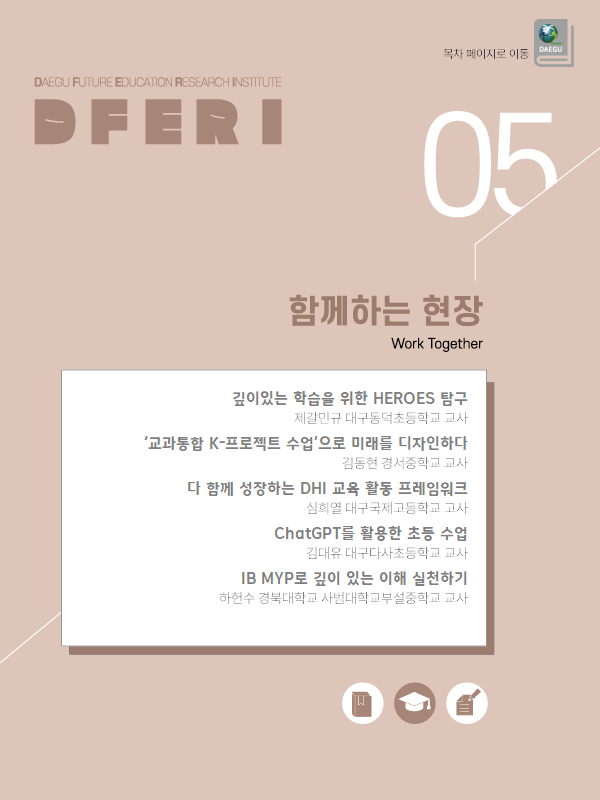 목차 페이지로 이동
DAEGU
DAEGU FUTURE EDUCATION RESEARCH INSTITUTE
DFERI
05
함께하는 현장
Work Together
깊이있는 학습을 위한 HEROES 탐구
제갈민규 대구동덕초등학교 교사
‘교과통합 K-프로젝트 수업’으로 미래를 디자인하다
김동현 경서중학교 교사
다 함께 성장하는 DHI 교육 활동 프레임워크
심희열 대구국제고등학교 교사
ChatGPT를 활용한 초등 수업
김대유 대구다사초등학교 교사
IB MYP로 깊이 있는 이해 실천하기
하헌수 경북대학교 사범대학교부설중학교 교사